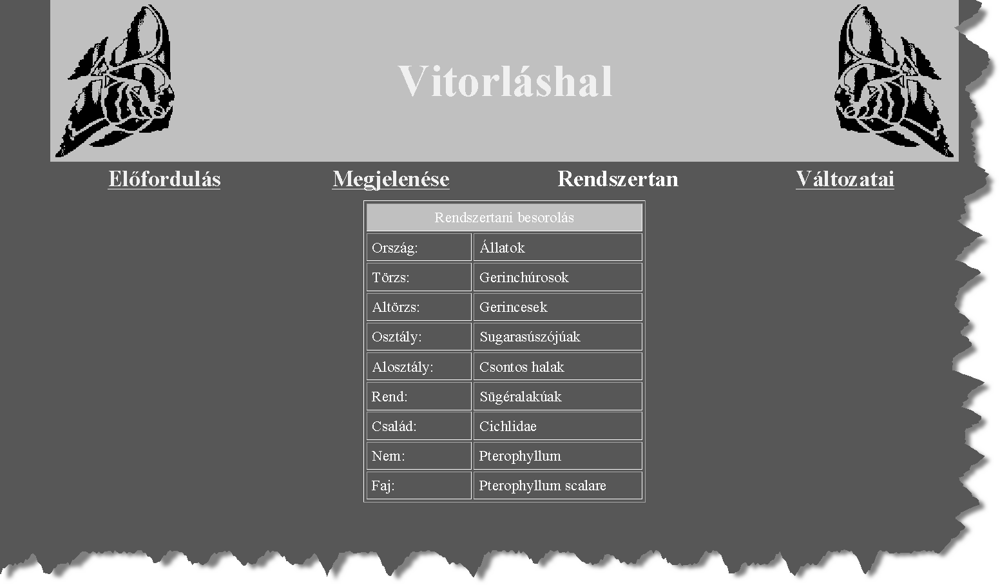 Vitorláshal
Előfordulás Megjelenése Rendszertan Változatai
Rendszertani besorolás
Ország: Állatok
Törzs: Gerinchúrosok
Altörzs: Gerincesek
Osztály: Sugarasúszójúak
Alosztály: Csontos halak
Rend: Sügéralakúak
Család: Cichlidae
Nem: Pterophyllum
Faj: Pterophyllum scalare